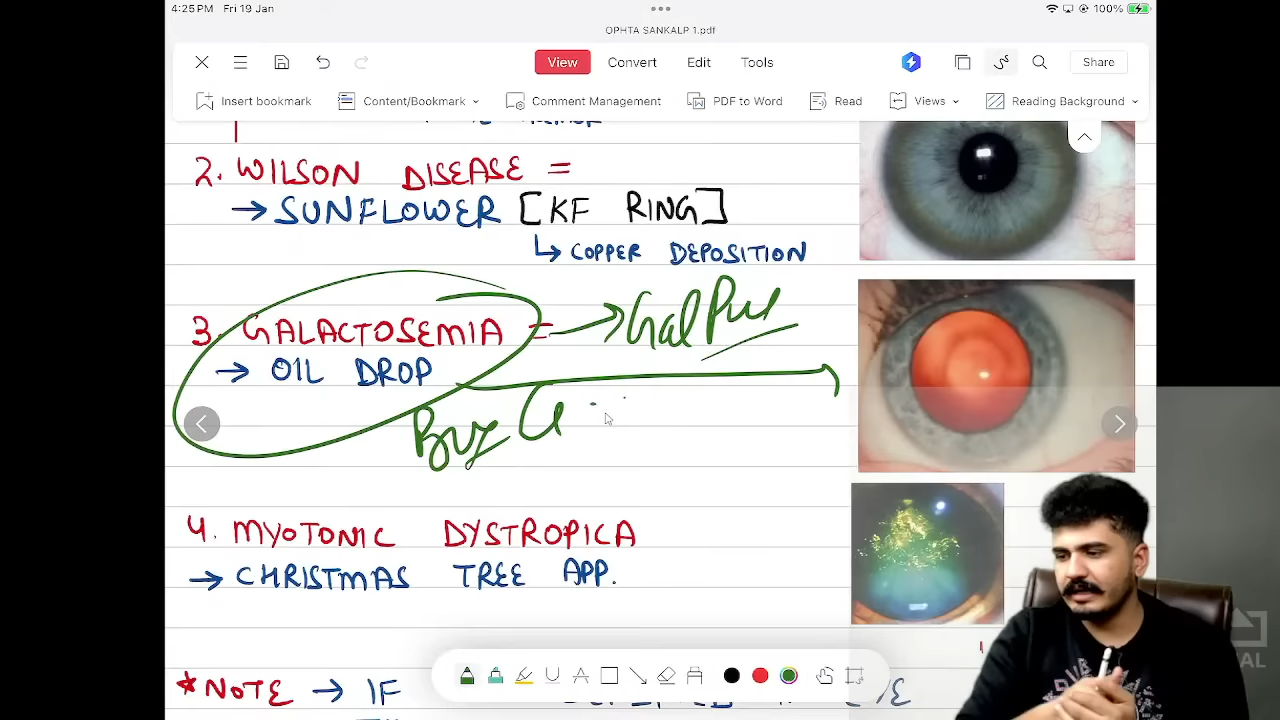 4:25 PM Fri 19 Jan
100%
OPHTA SANKALP 1.pdf
View Convert Edit Tools Share
Insert bookmark Content/Bookmark Comment Management PDF to Word Read Views Reading Background
2. WILSON DISEASE =
→ SUNFLOWER [KF RING]
↳ COPPER DEPOSITION
3. GALACTOSEMIA = →
→ OIL DROP
4. MYOTONIC DYSTROPICA
→ CHRISTMAS TREE APP.
*NOTE → IF